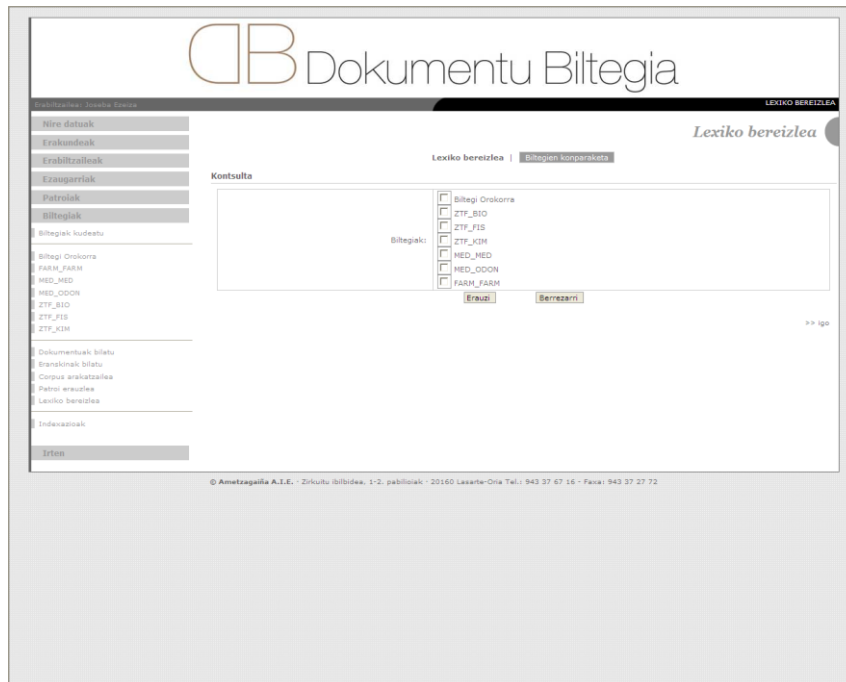 DB Dokumentu Biltegia
Erabiltzailea: Joseba Ezeiza
LEXIKO BEREIZLEA
Nire datuak
Erakundeak
Erabiltzaileak
Ezaugarriak
Patroiak
Biltegiak
Biltegiak kudeatu
Biltegi Orokorra
FARM_FARM
MED_MED
MED_ODON
ZTF_BIO
ZTF_FIS
ZTF_KIM
Dokumentuak bilatu
Eranskinak bilatu
Corpus arakatzailea
Patroi erauzlea
Lexiko bereizlea
Indexazioak
Irten
Lexiko bereizlea
Lexiko bereizlea | Biltegien konparaketa
Kontsulta
Biltegiak:
Biltegi Orokorra
ZTF_BIO
ZTF_FIS
ZTF_KIM
MED_MED
MED_ODON
FARM_FARM
Erauzi Berrezarri
>> Igo
© Ametzagaiña A.I.E. - Zirkuitu ibilbidea, 1-2. pabilioiak - 20160 Lasarte-Oria Tel.: 943 37 67 16 - Faxa: 943 37 27 72